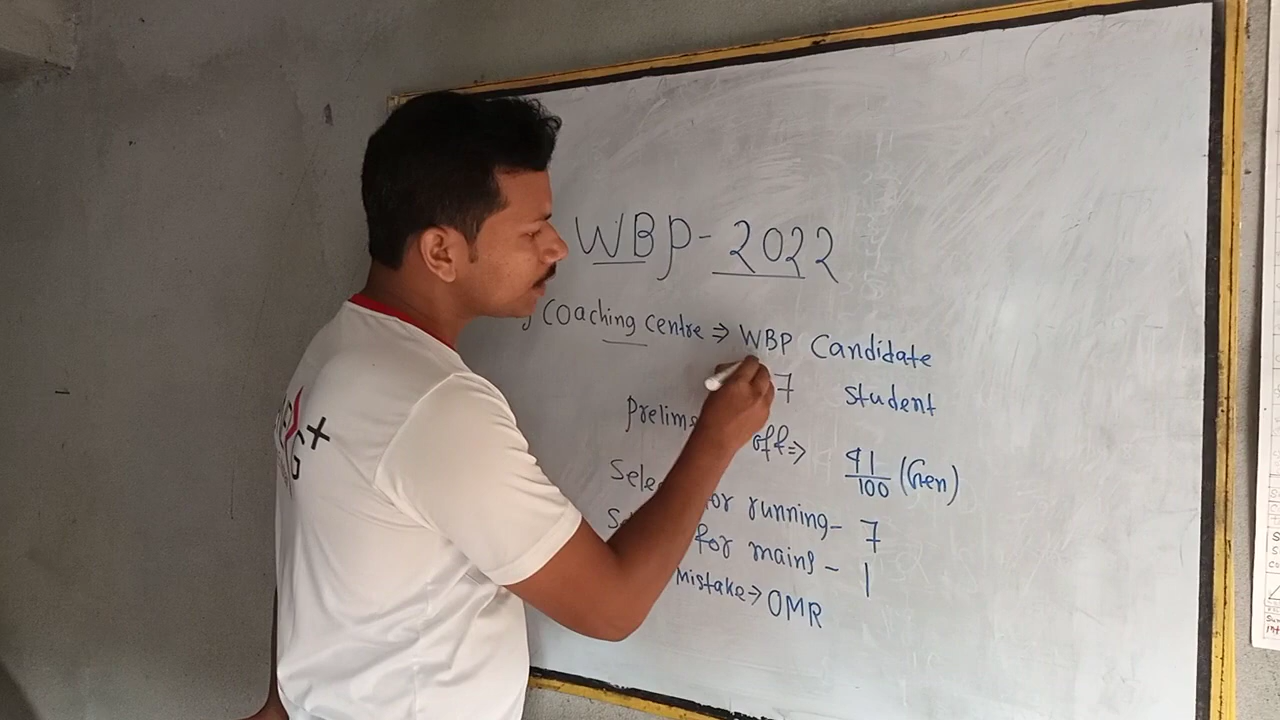 WBP-2022
Coaching Centre ⇒ WBP Candidate
7 student
Prelims off ⇒ 41/100 (Gen)
for running- 7
for mains - 1
Mistake → OMR